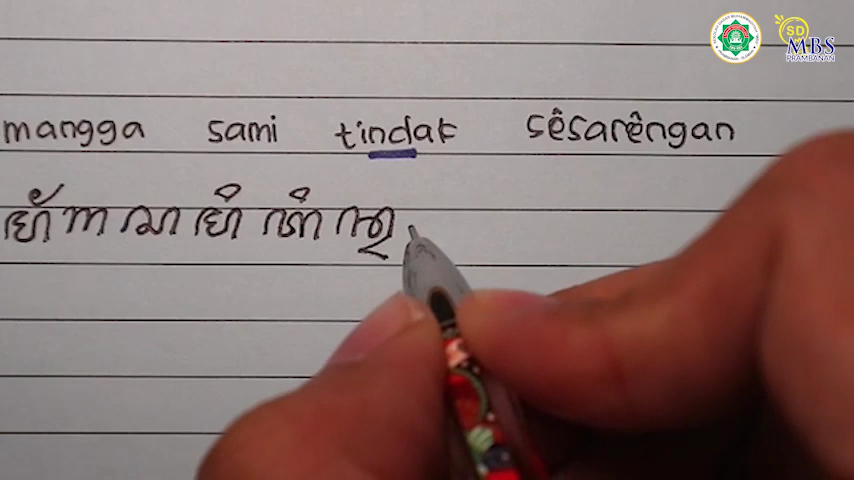 SD
MBS
PRAMBANAN
mangga sami tindak sêsarêngan
ꦩꦁꦒꦱꦩꦶꦠꦶꦤ꧀ꦢ